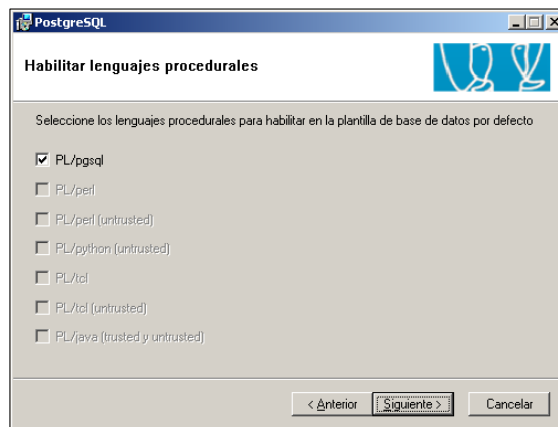 PostgreSQL
Habilitar lenguajes procedurales
Seleccione los lenguajes procedurales para habilitar en la plantilla de base de datos por defecto
PL/pgsql
PL/perl
PL/perl (untrusted)
PL/python (untrusted)
PL/tcl
PL/tcl (untrusted)
PL/java (trusted y untrusted)
< Anterior Siguiente > Cancelar